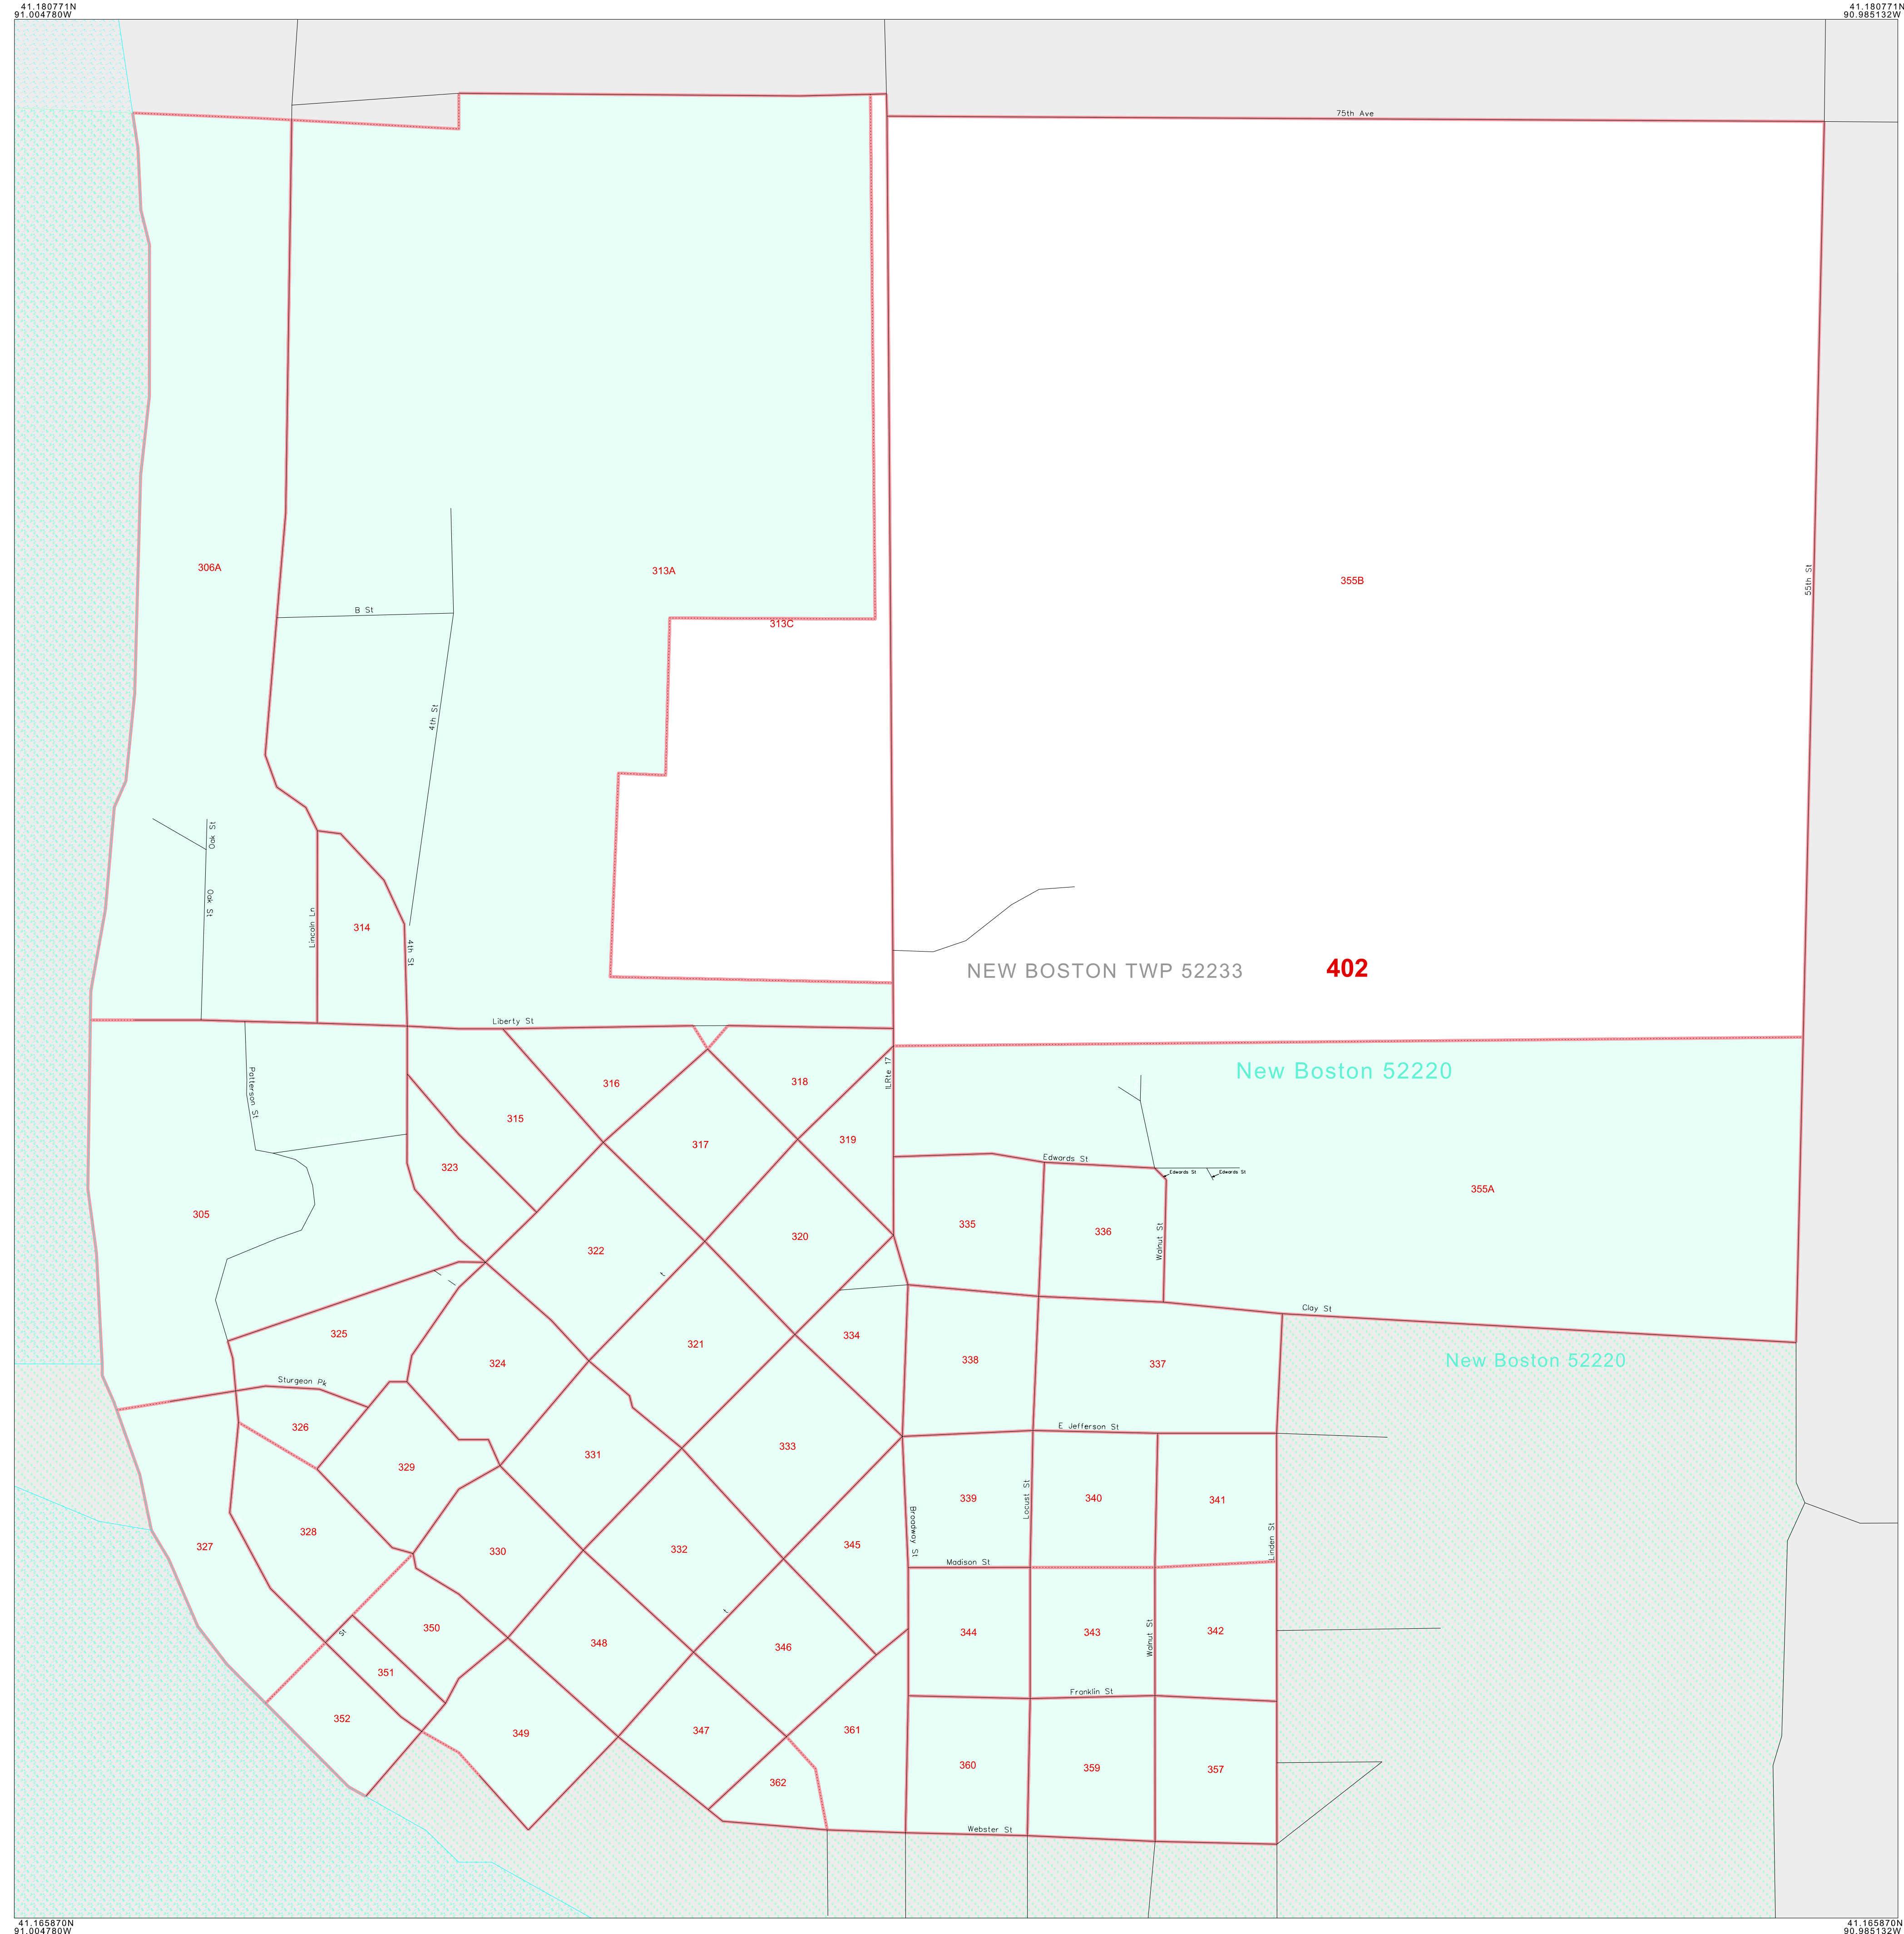 41.180771N
91.004780W
41.180771N
90.985132W
75th Ave
306A
313A
355B
55th St
B St
313C
4th St
Oak St
Oak St
Lincoln Ln
314
4th St
NEW BOSTON TWP 52233
402
Liberty St
Patterson St
316
318
ILRte 17
New Boston 52220
315
317
319
323
Edwards St
Edwards St
Edwards St
355A
305
322
320
335
336
Walnut St
Clay St
325
324
321
334
338
337
New Boston 52220
Sturgeon Pk
326
329
331
333
E Jefferson St
339
Locust St
340
341
Linden St
Broadway St
327
328
330
332
345
Madison St
350
St
348
346
344
343
Walnut St
342
351
352
349
347
361
Franklin St
362
360
359
357
Webster St
41.165870N
91.004780W
41.165870N
90.985132W